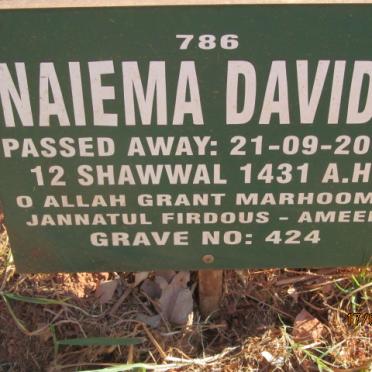 786
NAIEMA DAVID
PASSED AWAY: 21-09-20
12 SHAWWAL 1431 A.H
O ALLAH GRANT MARHOOM
JANNATUL FIRDOUS - AMEE
GRAVE NO: 424